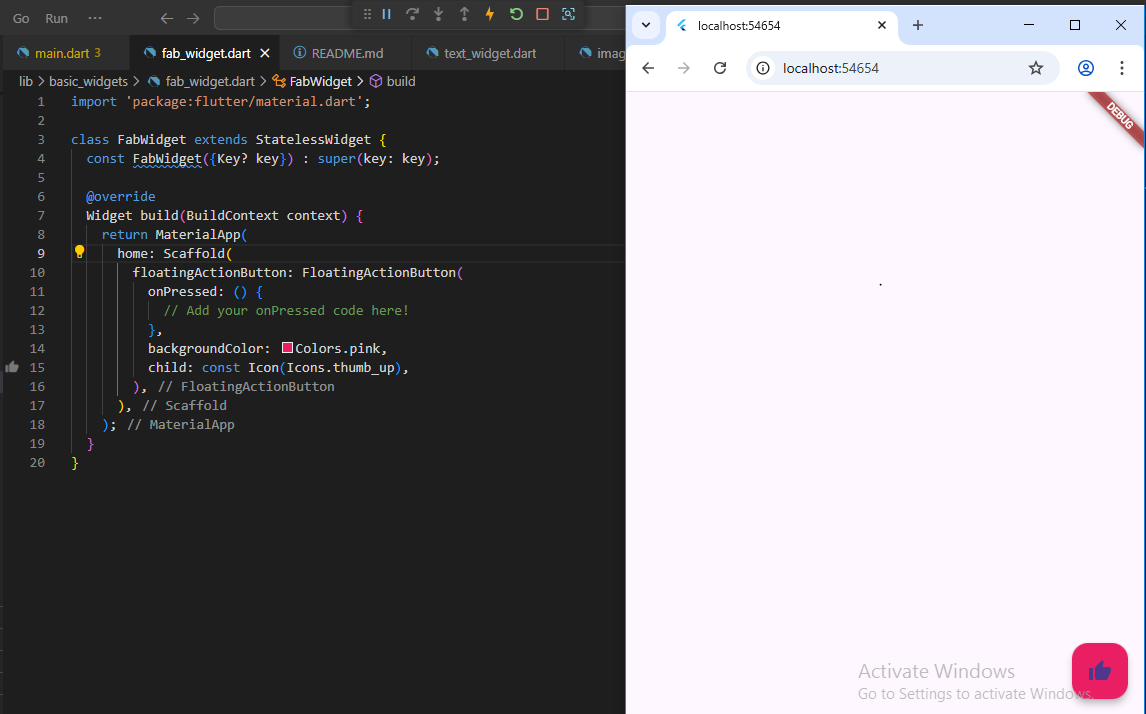 Go Run ...
main.dart 3 fab_widget.dart README.md text_widget.dart imag
lib > basic_widgets > fab_widget.dart > FabWidget > build
1 import 'package:flutter/material.dart';
2
3 class FabWidget extends StatelessWidget {
4 const FabWidget({Key? key}) : super(key: key);
5
6 @override
7 Widget build(BuildContext context) {
8 return MaterialApp(
9 home: Scaffold(
10 floatingActionButton: FloatingActionButton(
11 onPressed: () {
12 // Add your onPressed code here!
13 },
14 backgroundColor: Colors.pink,
15 child: const Icon(Icons.thumb_up),
16 ), // FloatingActionButton
17 ), // Scaffold
18 ); // MaterialApp
19 }
20 }
localhost:54654
localhost:54654
DEBUG
Activate Windows
Go to Settings to activate Windows.